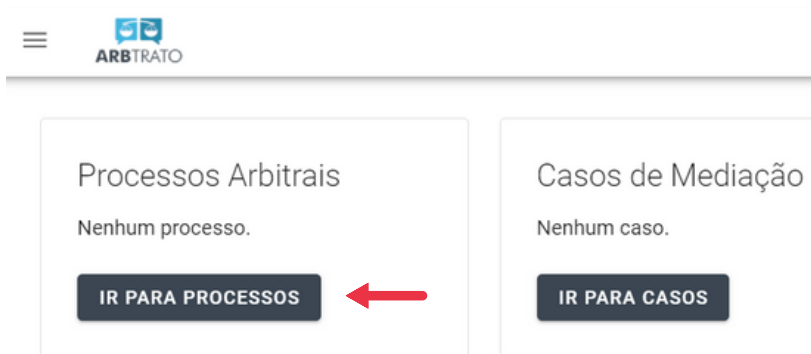 ARBTRATO
Processos Arbitrais
Nenhum processo.
IR PARA PROCESSOS
Casos de Mediação
Nenhum caso.
IR PARA CASOS